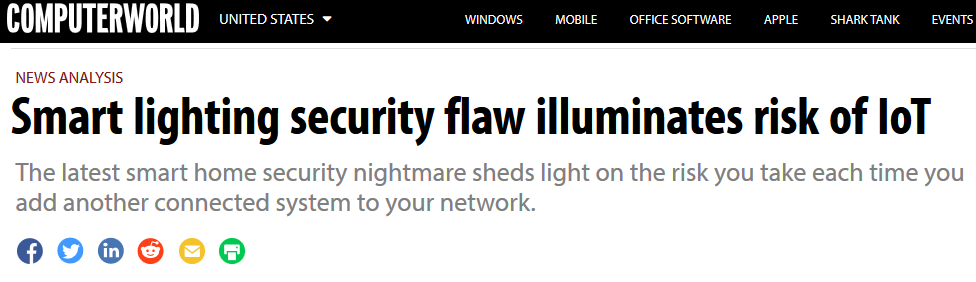 COMPUTERWORLD UNITED STATES WINDOWS MOBILE OFFICE SOFTWARE APPLE SHARK TANK EVENTS
NEWS ANALYSIS
Smart lighting security flaw illuminates risk of IoT
The latest smart home security nightmare sheds light on the risk you take each time you
add another connected system to your network.